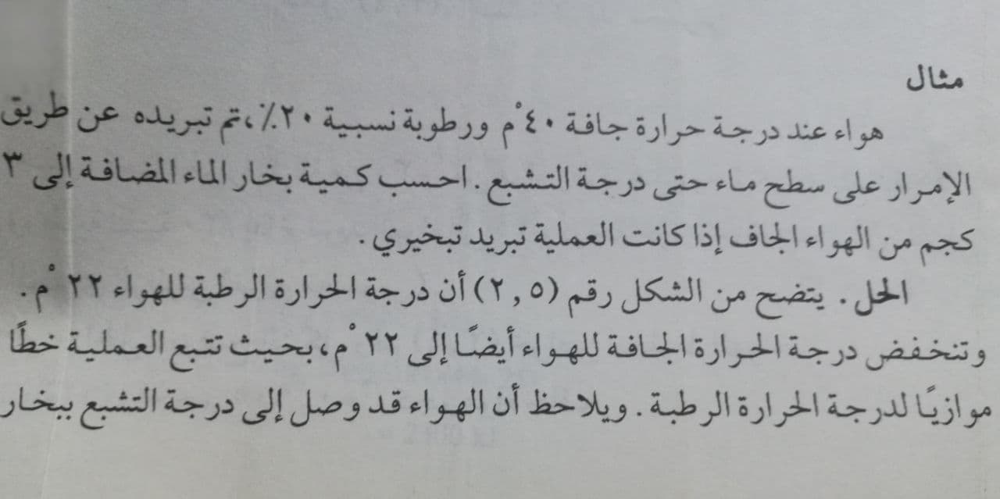 مثال
هواء عند درجة حرارة جافة ٤٠°م ورطوبة نسبية ٢٠٪، تم تبريده عن طريق
الإمرار على سطح ماء حتى درجة التشبع. احسب كمية بخار الماء المضافة إلى ٣
كجم من الهواء الجاف إذا كانت العملية تبريد تبخيري.
الحل. يتضح من الشكل رقم (٢,٥) أن درجة الحرارة الرطبة للهواء ٢٢°م.
وتنخفض درجة الحرارة الجافة للهواء أيضًا إلى ٢٢°م، بحيث تتبع العملية خطًا
موازيًا لدرجة الحرارة الرطبة. ويلاحظ أن الهواء قد وصل إلى درجة التشبع ببخار